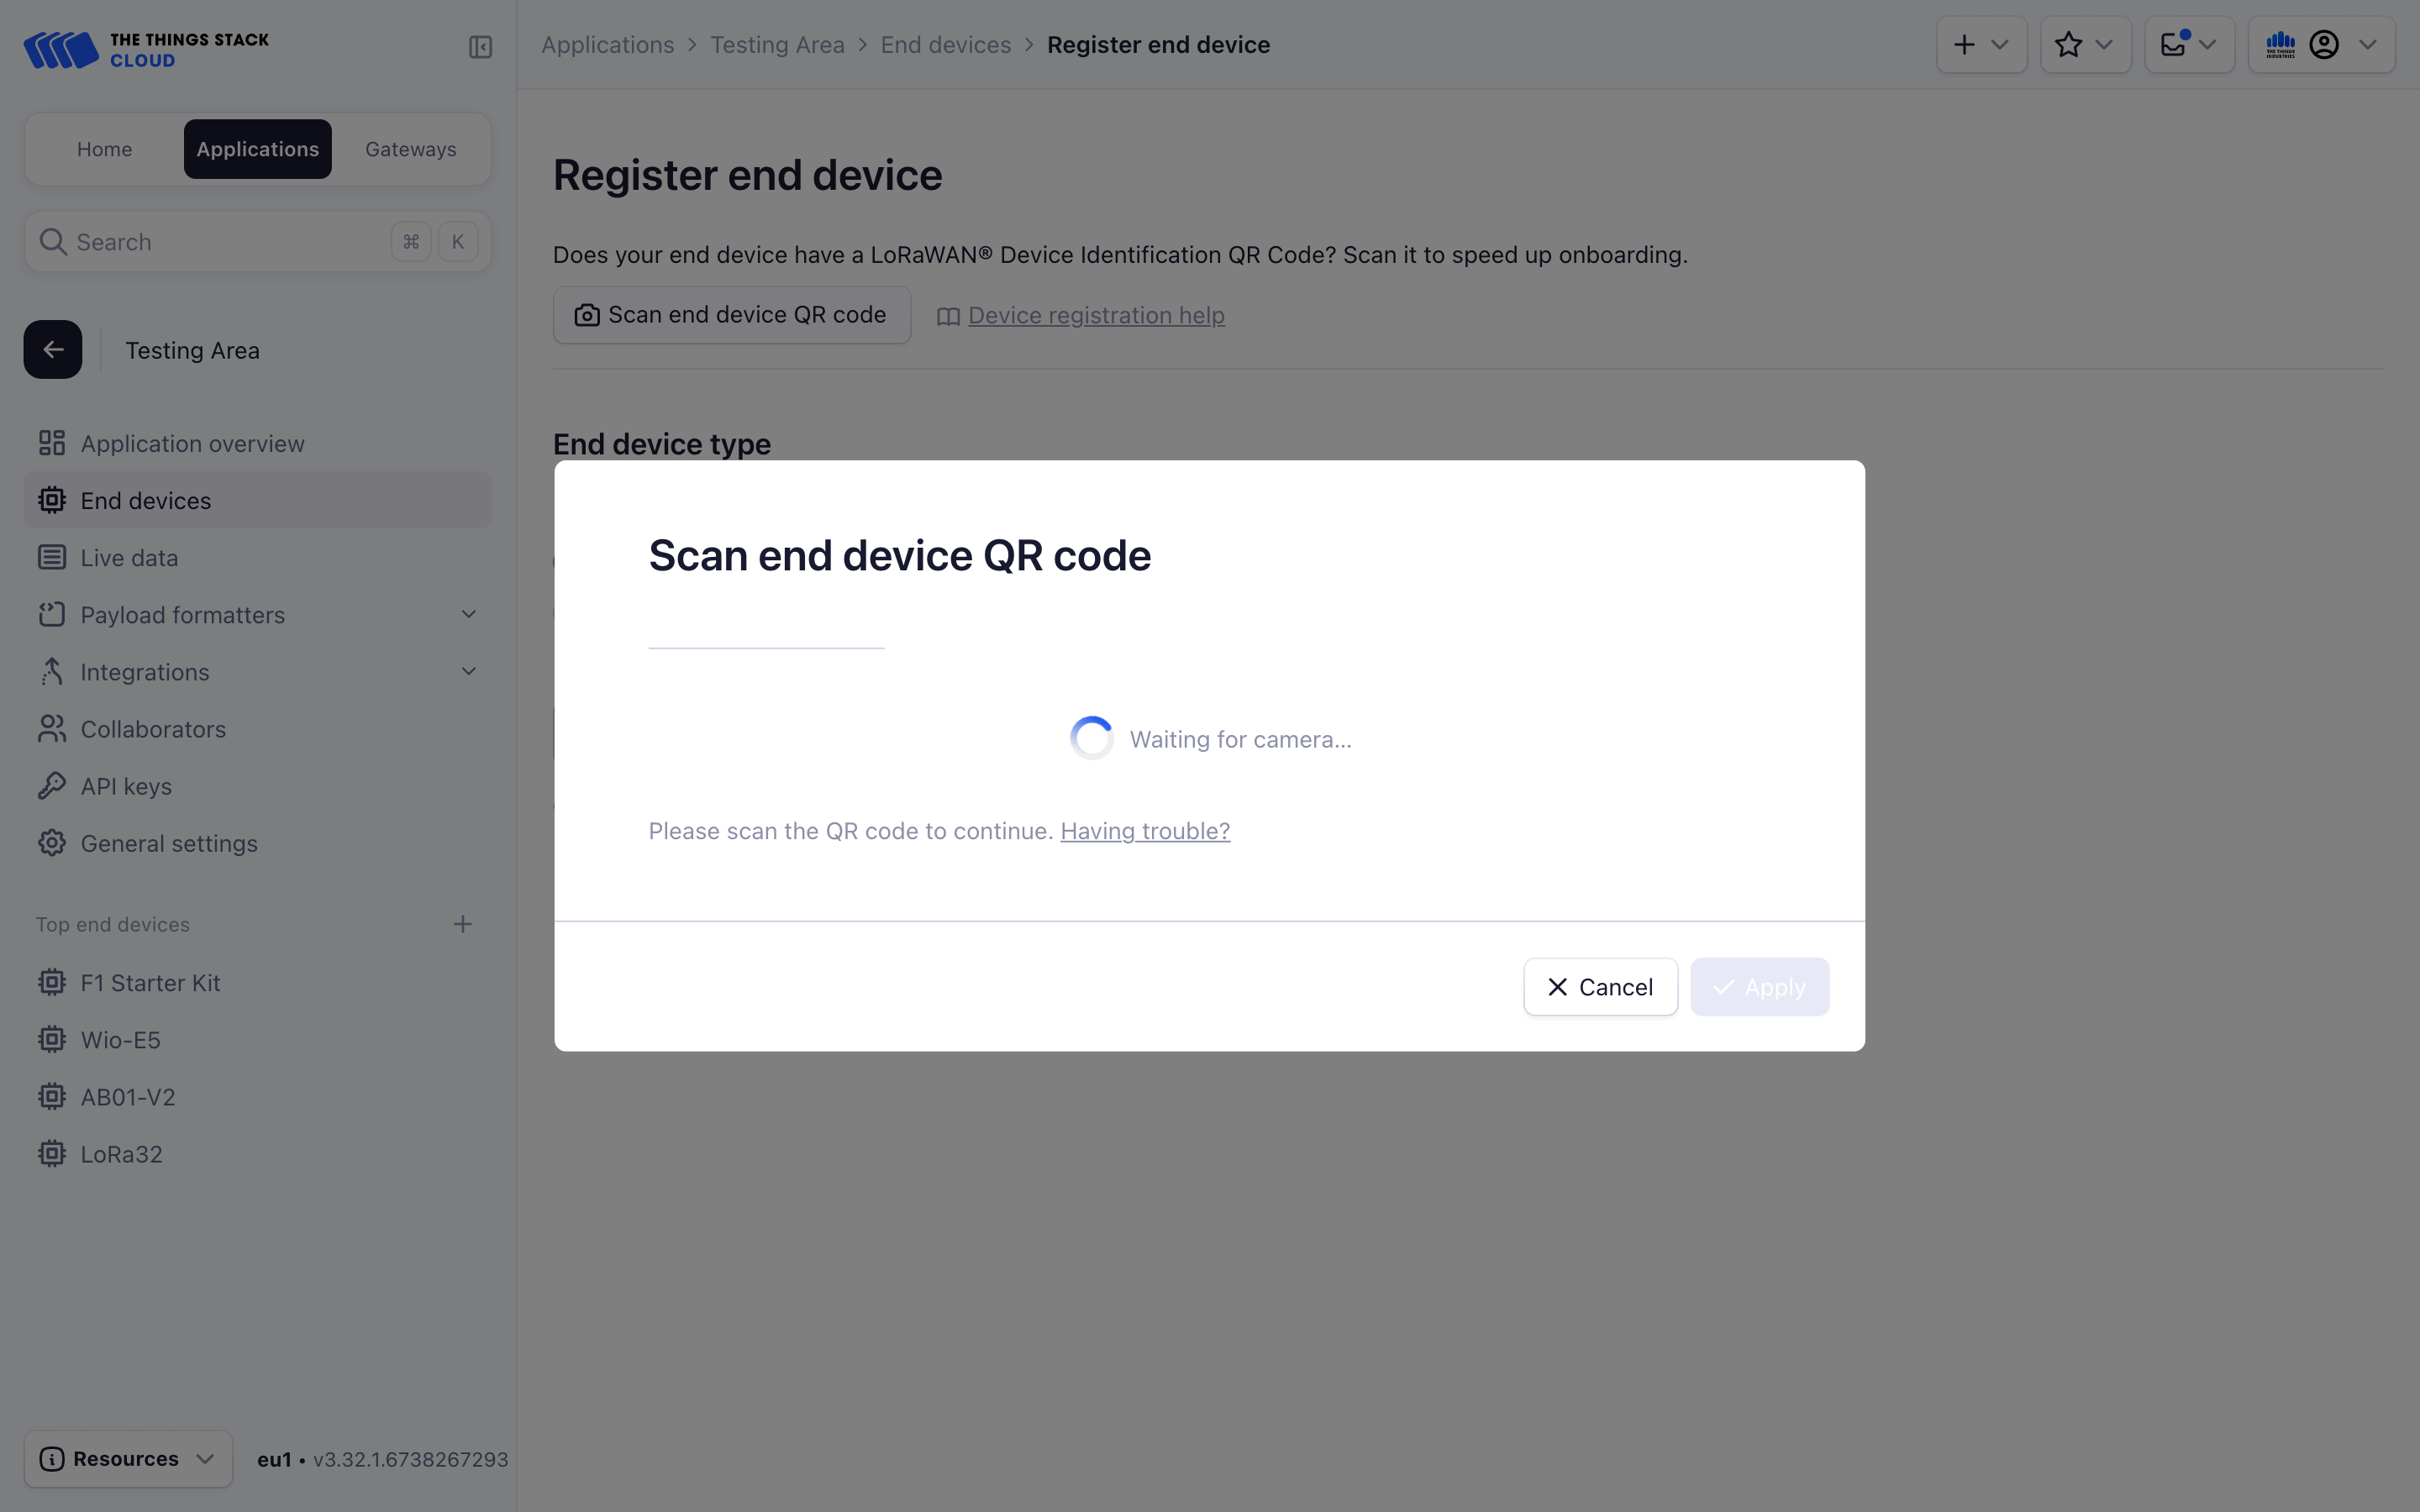 THE THINGS STACK
CLOUD
Applications > Testing Area > End devices > Register end device
Home
Applications
Gateways
Search
⌘ K
Testing Area
Application overview
End devices
Live data
Payload formatters
Integrations
Collaborators
API keys
General settings
Top end devices
F1 Starter Kit
Wio-E5
AB01-V2
LoRa32
Resources
eu1 • v3.32.1.6738267293
Register end device
Does your end device have a LoRaWAN® Device Identification QR Code? Scan it to speed up onboarding.
Scan end device QR code
Device registration help
End device type
Scan end device QR code
Waiting for camera…
Please scan the QR code to continue. Having trouble?
Cancel
Apply